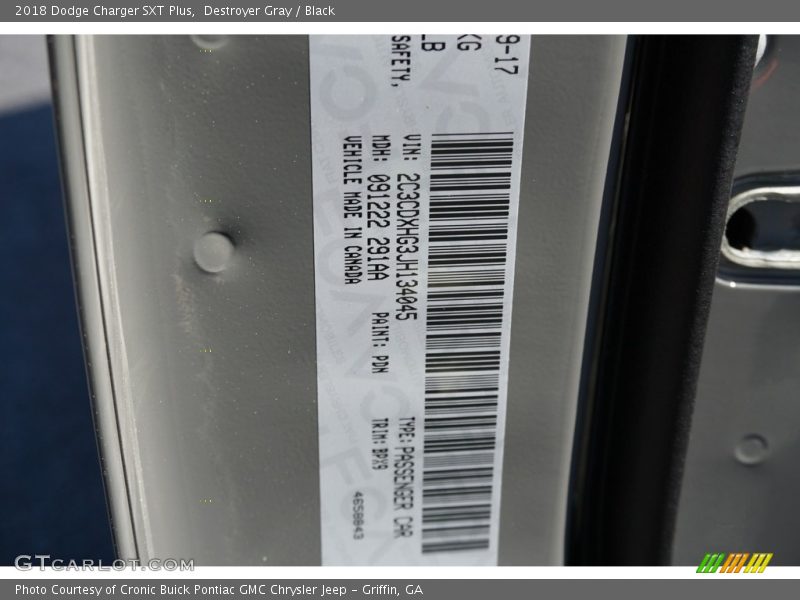 2018 Dodge Charger SXT Plus,  Destroyer Gray / Black
9-17
KG
LB
SAFETY,
VIN: 2C3CDXHG3JH134045 TYPE: PASSENGER CAR
MDH: 091222 291AA PAINT: PDN TRIM: BPX9
VEHICLE MADE IN CANADA 4658843
GTCarLot.com
Photo Courtesy of Cronic Buick Pontiac GMC Chrysler Jeep - Griffin, GA